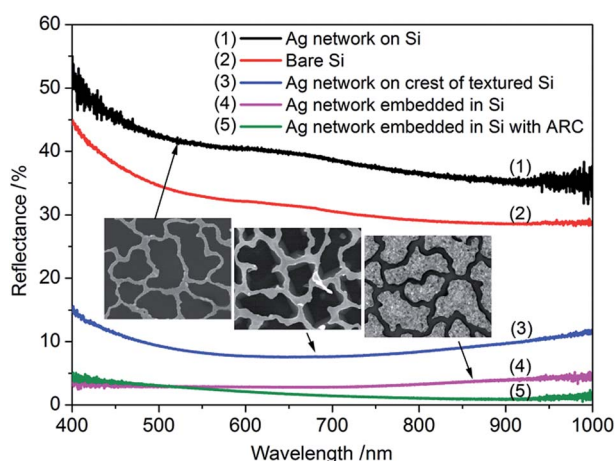 60
50
40
30
20
10
0
Reflectance /%
(1) Ag network on Si
(2) Bare Si
(3) Ag network on crest of textured Si
(4) Ag network embedded in Si
(5) Ag network embedded in Si with ARC
(1)
(2)
(3)
(4)
(5)
400 500 600 700 800 900 1000
Wavelength /nm